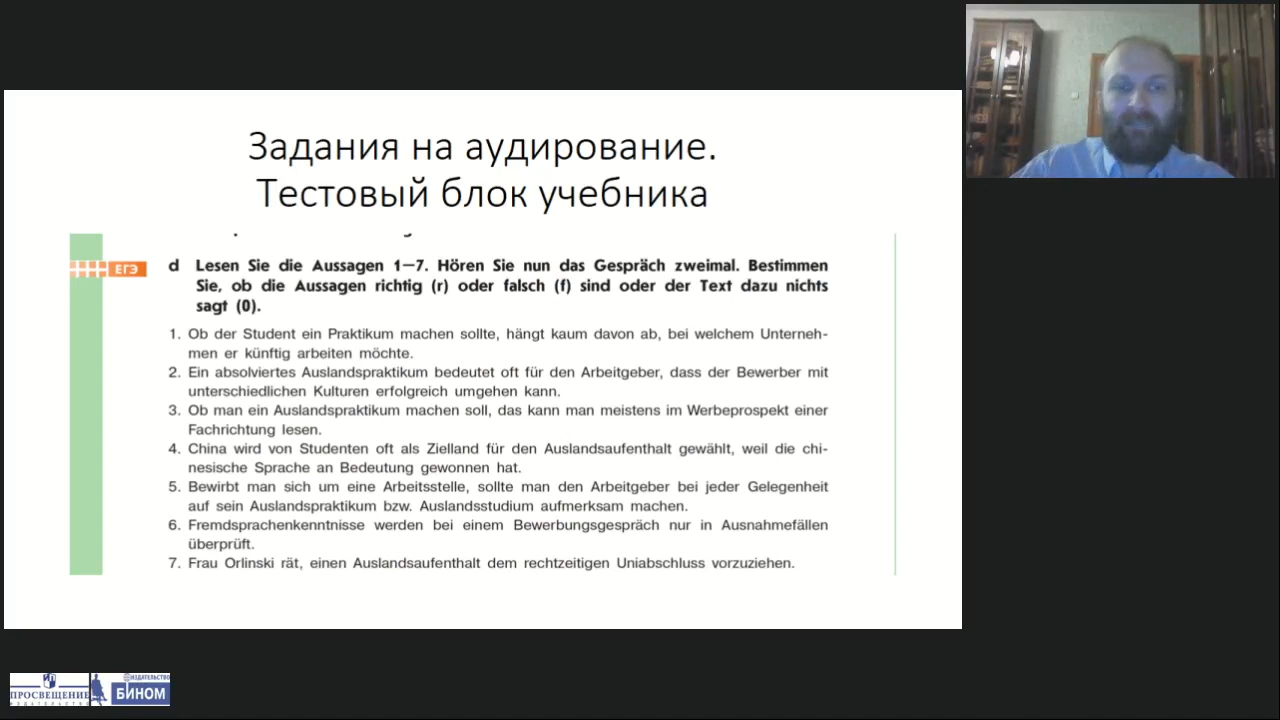 Задания на аудирование.
Тестовый блок учебника
ЕГЭ
d Lesen Sie die Aussagen 1—7. Hören Sie nun das Gespräch zweimal. Bestimmen
Sie, ob die Aussagen richtig (r) oder falsch (f) sind oder der Text dazu nichts
sagt (0).
1. Ob der Student ein Praktikum machen sollte, hängt kaum davon ab, bei welchem Unterneh-
men er künftig arbeiten möchte.
2. Ein absolviertes Auslandspraktikum bedeutet oft für den Arbeitgeber, dass der Bewerber mit
unterschiedlichen Kulturen erfolgreich umgehen kann.
3. Ob man ein Auslandspraktikum machen soll, das kann man meistens im Werbeprospekt einer
Fachrichtung lesen.
4. China wird von Studenten oft als Zielland für den Auslandsaufenthalt gewählt, weil die chi-
nesische Sprache an Bedeutung gewonnen hat.
5. Bewirbt man sich um eine Arbeitsstelle, sollte man den Arbeitgeber bei jeder Gelegenheit
auf sein Auslandspraktikum bzw. Auslandsstudium aufmerksam machen.
6. Fremdsprachenkenntnisse werden bei einem Bewerbungsgespräch nur in Ausnahmefällen
überprüft.
7. Frau Orlinski rät, einen Auslandsaufenthalt dem rechtzeitigen Uniabschluss vorzuziehen.
ПРОСВЕЩЕНИЕ
ИЗДАТЕЛЬСТВО
ИЗДАТЕЛЬСТВО
БИНОМ